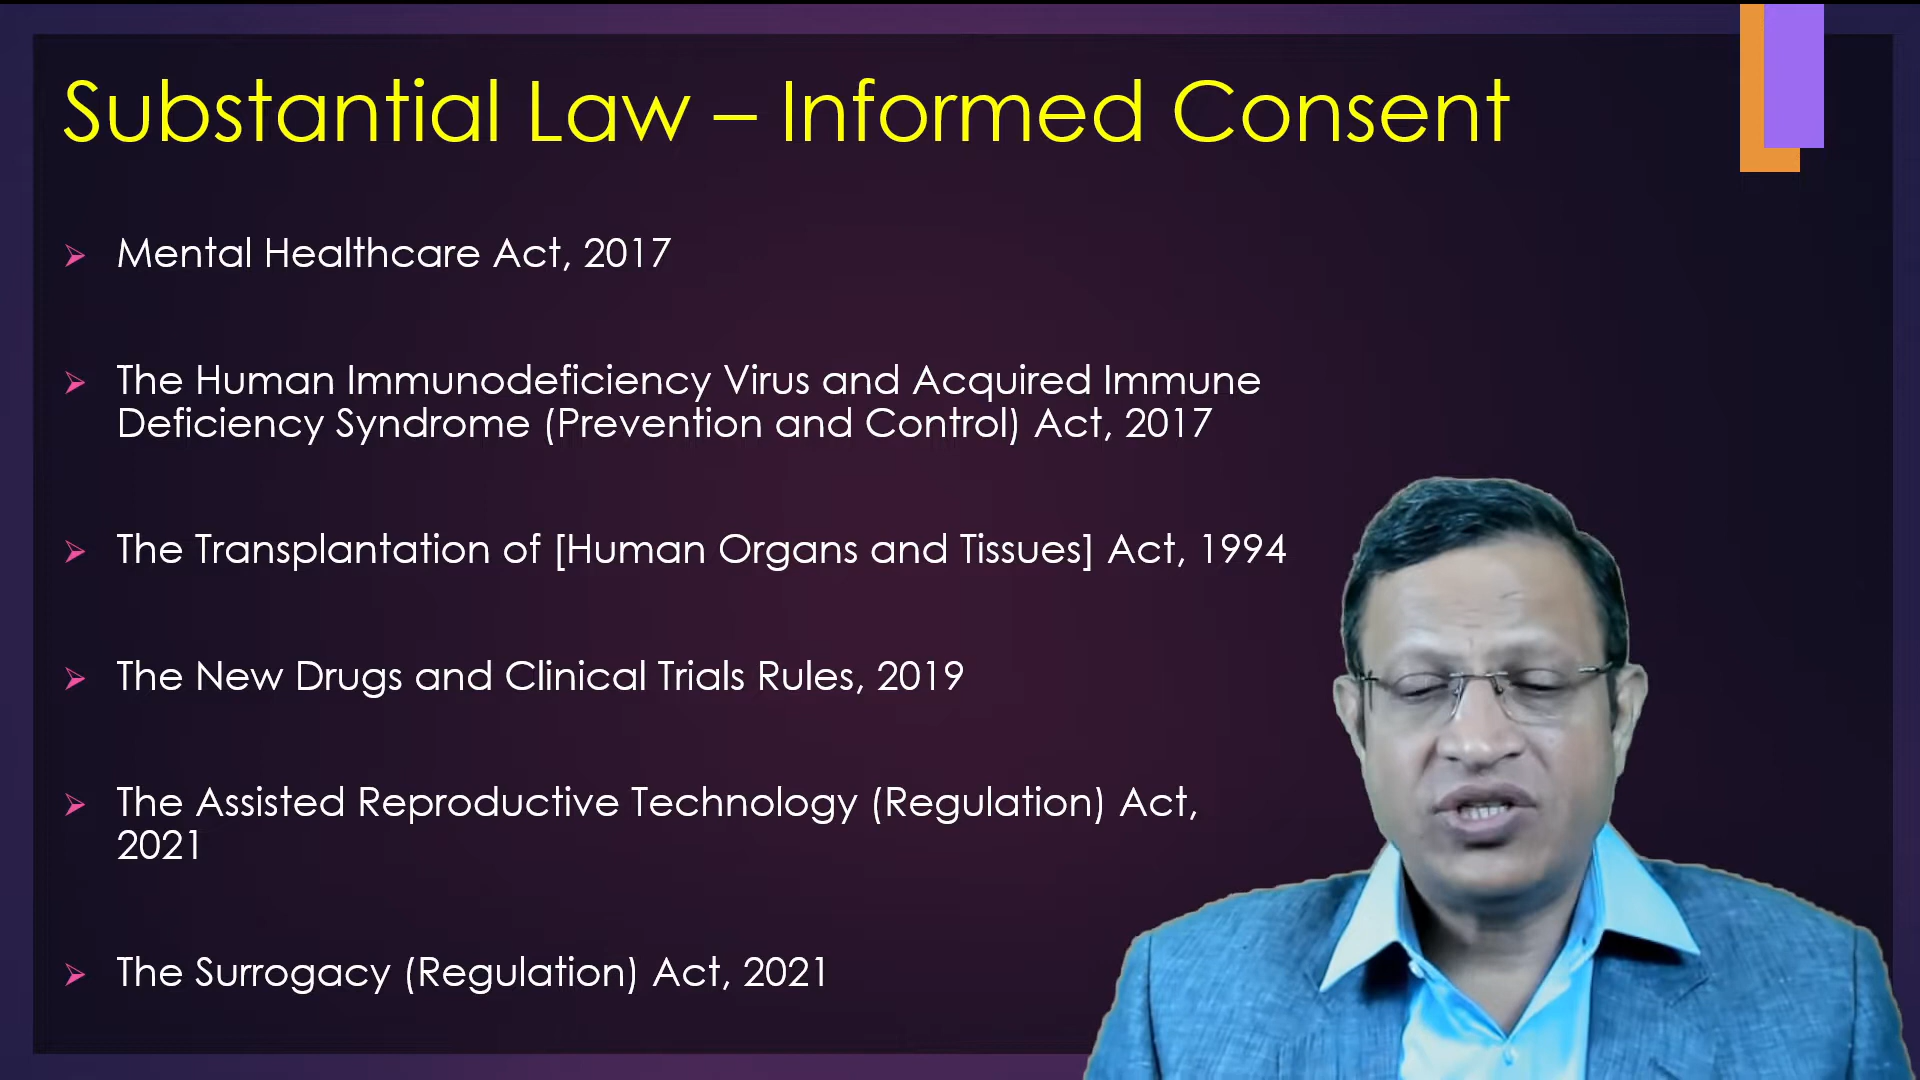 Substantial Law – Informed Consent
Mental Healthcare Act, 2017
The Human Immunodeficiency Virus and Acquired Immune
Deficiency Syndrome (Prevention and Control) Act, 2017
The Transplantation of [Human Organs and Tissues] Act, 1994
The New Drugs and Clinical Trials Rules, 2019
The Assisted Reproductive Technology (Regulation) Act,
2021
The Surrogacy (Regulation) Act, 2021